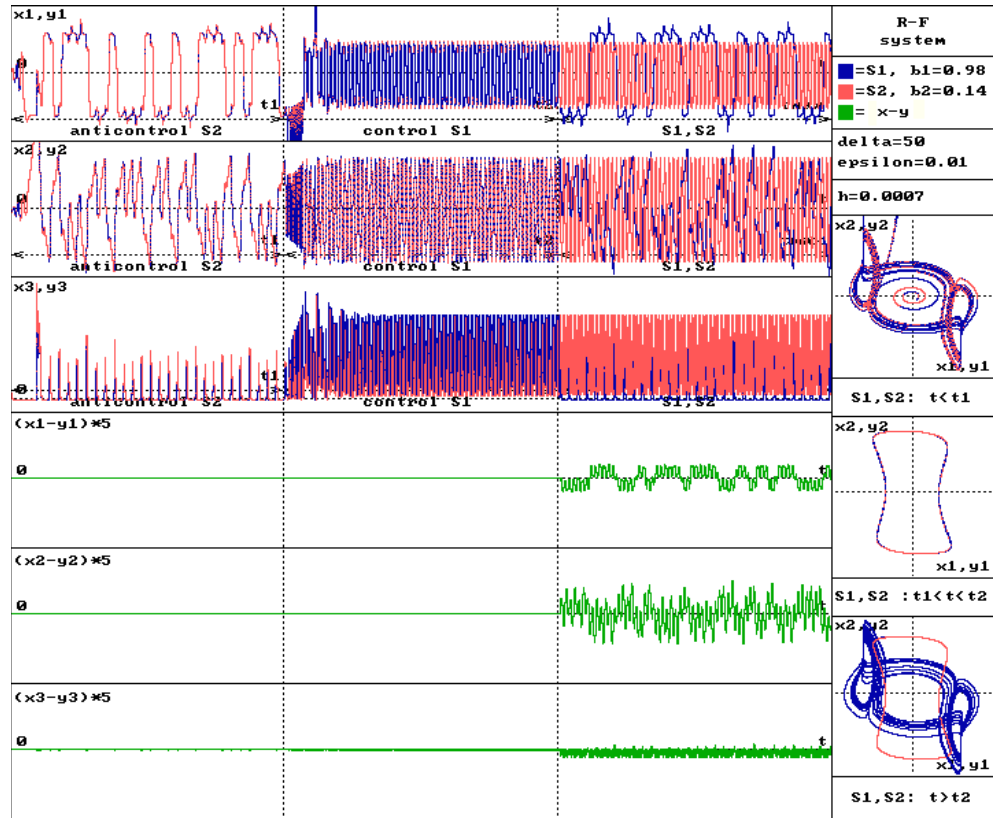 x1,y1
0
t1
<
>
anticontrol S2
<
t2
>
control S1
<
>
S1,S2
x2,y2
0
t1
<
>
anticontrol S2
<
t2
>
control S1
<
>
S1,S2
x3,y3
0
t1
<
>
anticontrol S2
control S1
S1,S2
(x1-y1)*5
0
t
(x2-y2)*5
0
t
(x3-y3)*5
0
t
R-F
system
=S1, b1=0.98
=S2, b2=0.14
= x-y
delta=50
epsilon=0.01
h=0.0007
x2,y2
x1,y1
S1,S2: t<t1
x2,y2
x1,y1
S1,S2 :t1<t<t2
x2,y2
x1,y1
S1,S2: t>t2